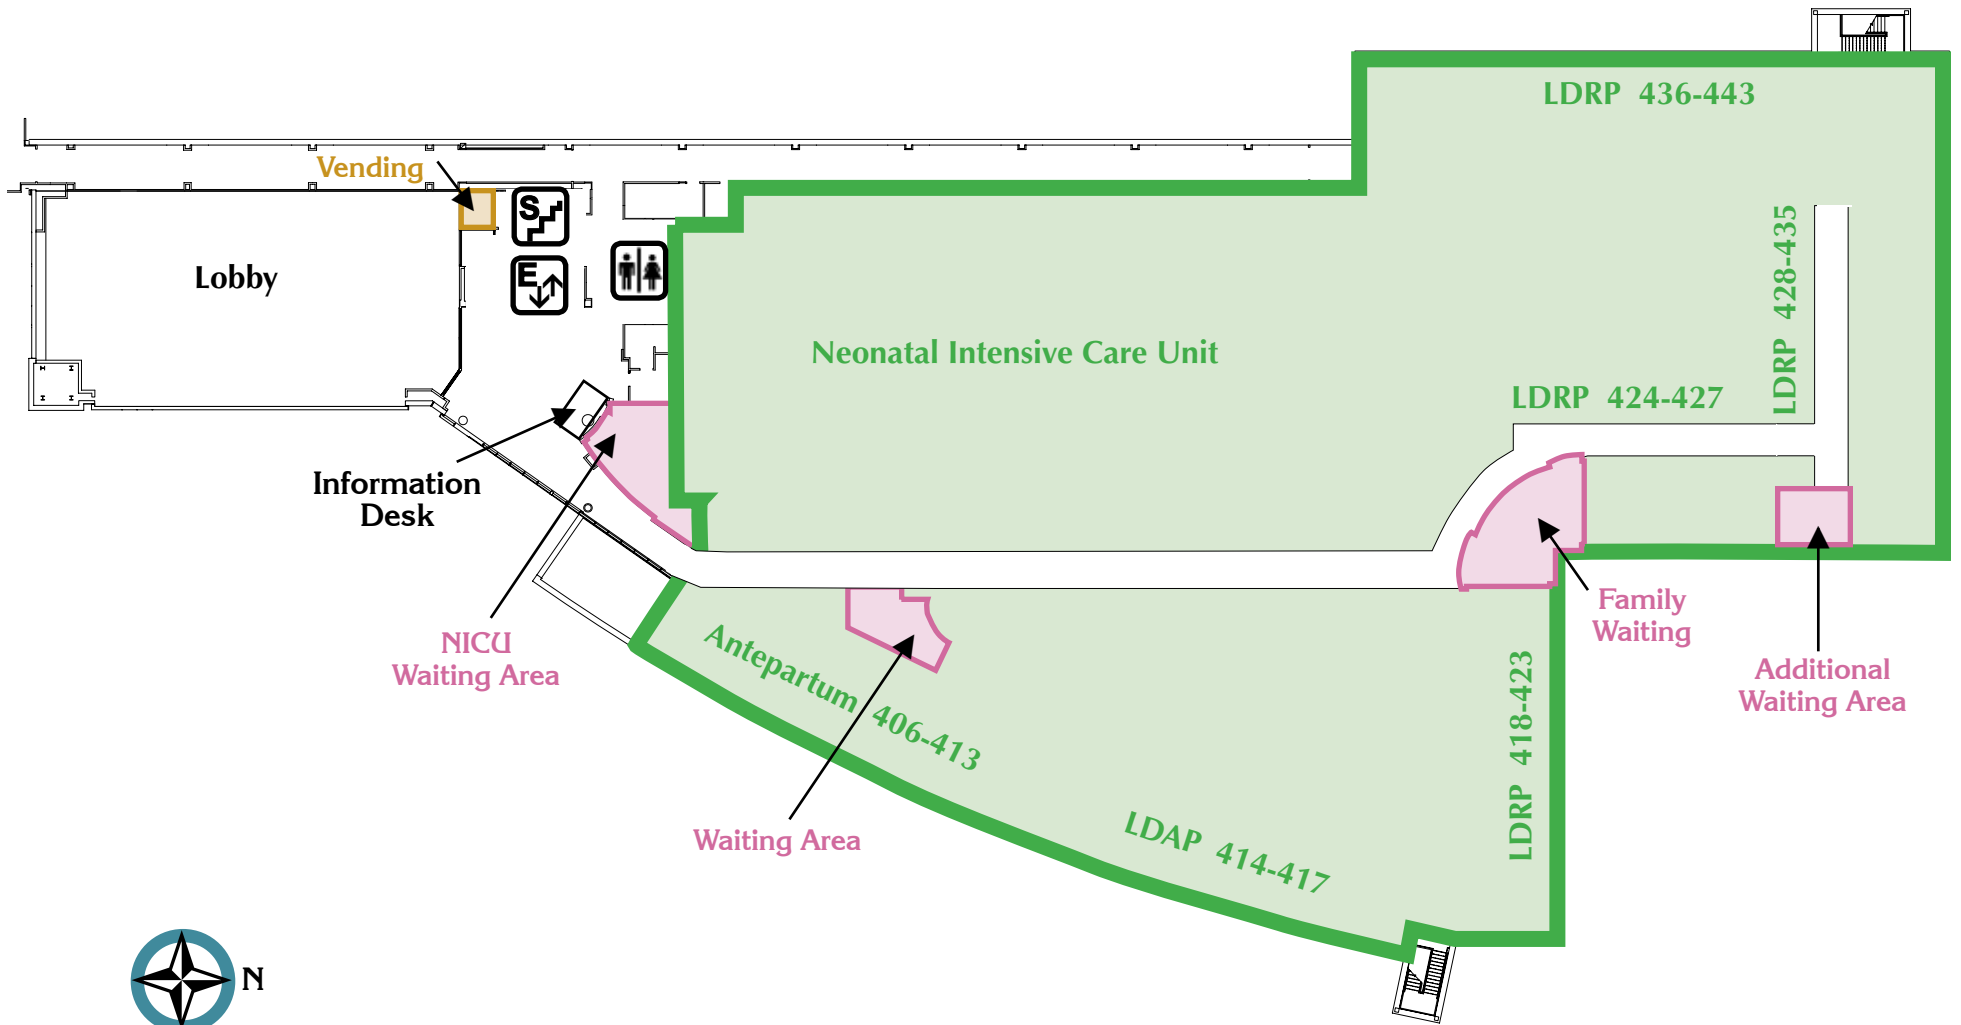 LDRP 436-443
Vending
S
E
Lobby
LDRP 428-435
Neonatal Intensive Care Unit
LDRP 424-427
Information
Desk
NICU
Waiting Area
Family
Waiting
Additional
Waiting Area
Antepartum 406-413
LDRP 418-423
Waiting Area
LDAP 414-417
N